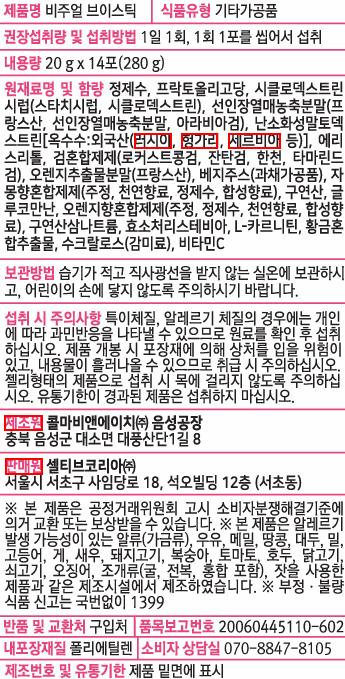 제품명 비주얼 브이스틱 식품유형 기타가공품
권장섭취량 및 섭취방법 1일 1회, 1회 1포를 씹어서 섭취
내용량 20 g x 14포(280 g)
원재료명 및 함량 정제수, 프락토올리고당, 시클로덱스트린
시럽(스타치시럽, 시클로덱스트린), 선인장열매농축분말(프
랑스산, 선인장열매농축분말, 아라비아검), 난소화성말토덱
스트린[옥수수:외국산(러시아, 헝가리, 세르비아 등)], 에리
스리톨, 검혼합제제(로커스트콩검, 잔탄검, 한천, 타마린드
검), 오렌지추출물분말(프랑스산), 베지주스(과채가공품), 자
몽향혼합제제(주정, 천연향료, 정제수, 합성향료), 구연산, 글
루코만난, 오렌지향혼합제제(주정, 정제수, 천연향료, 합성향
료), 구연산삼나트륨, 효소처리스테비아, L-카르니틴, 황금혼
합추출물, 수크랄로스(감미료), 비타민C
보관방법 습기가 적고 직사광선을 받지 않는 실온에 보관하시
고, 어린이의 손에 닿지 않도록 주의하시기 바랍니다.
섭취 시 주의사항 특이체질, 알레르기 체질의 경우에는 개인
에 따라 과민반응을 나타낼 수 있으므로 원료를 확인 후 섭취
하십시오. 제품 개봉 시 포장재에 의해 상처를 입을 위험이
있고, 내용물이 흘러나올 수 있으므로 취급 시 주의하십시오.
젤리형태의 제품으로 섭취 시 목에 걸리지 않도록 주의하십
시오. 유통기한이 경과된 제품은 섭취하지 마십시오.
제조원 콜마비앤에이치㈜ 음성공장
충북 음성군 대소면 대풍산단1길 8
판매원 셀티브코리아㈜
서울시 서초구 사임당로 18, 석오빌딩 12층 (서초동)
※ 본 제품은 공정거래위원회 고시 소비자분쟁해결기준에
의거 교환 또는 보상받을 수 있습니다. ※ 본 제품은 알레르기
발생 가능성이 있는 알류(가금류), 우유, 메밀, 땅콩, 대두, 밀,
고등어, 게, 새우, 돼지고기, 복숭아, 토마토, 호두, 닭고기,
쇠고기, 오징어, 조개류(굴, 전복, 홍합 포함), 잣을 사용한
제품과 같은 제조시설에서 제조하였습니다. ※ 부정·불량
식품 신고는 국번없이 1399
반품 및 교환처 구입처 품목보고번호 20060445110-602
내포장재질 폴리에틸렌 소비자 상담실 070-8847-8105
제조번호 및 유통기한 제품 밑면에 표시